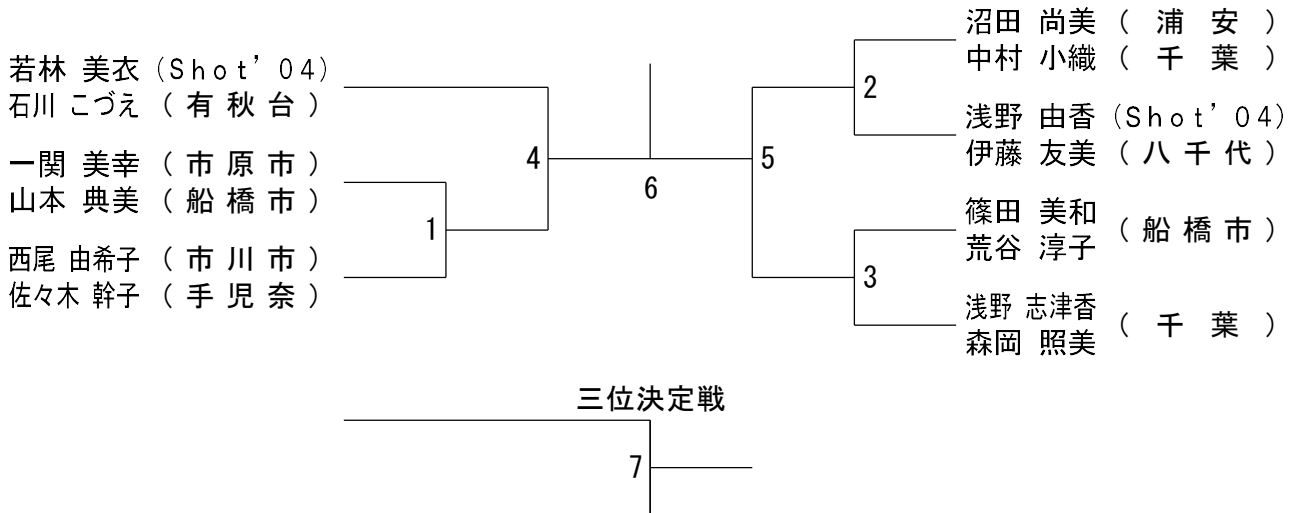 若林 美衣 (Shot’04)
石川 こづえ ( 有 秋 台 )
一関 美幸 ( 市 原 市 )
山本 典美 ( 船 橋 市 )
西尾 由希子 ( 市 川 市 )
佐々木 幹子 ( 手 児 奈 )
1
4
6
5
2
3
沼田 尚美 ( 浦 安 )
中村 小織 ( 千 葉 )
浅野 由香 (Shot’04)
伊藤 友美 ( 八 千 代 )
篠田 美和
荒谷 淳子
( 船 橋 市 )
浅野 志津香
森岡 照美
( 千 葉 )
三位決定戦
7